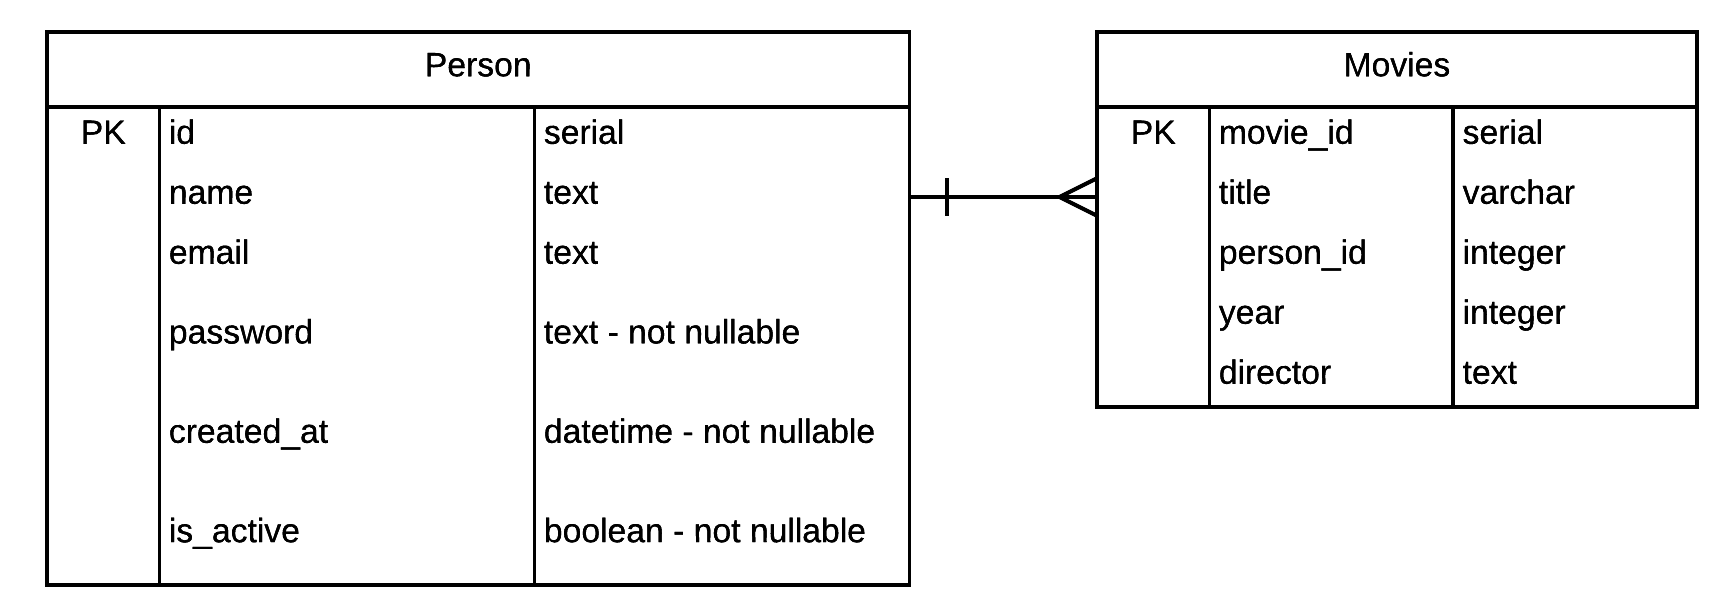 Person
PK id serial
name text
email text
password text - not nullable
created_at datetime - not nullable
is_active boolean - not nullable
Movies
PK movie_id serial
title varchar
person_id integer
year integer
director text